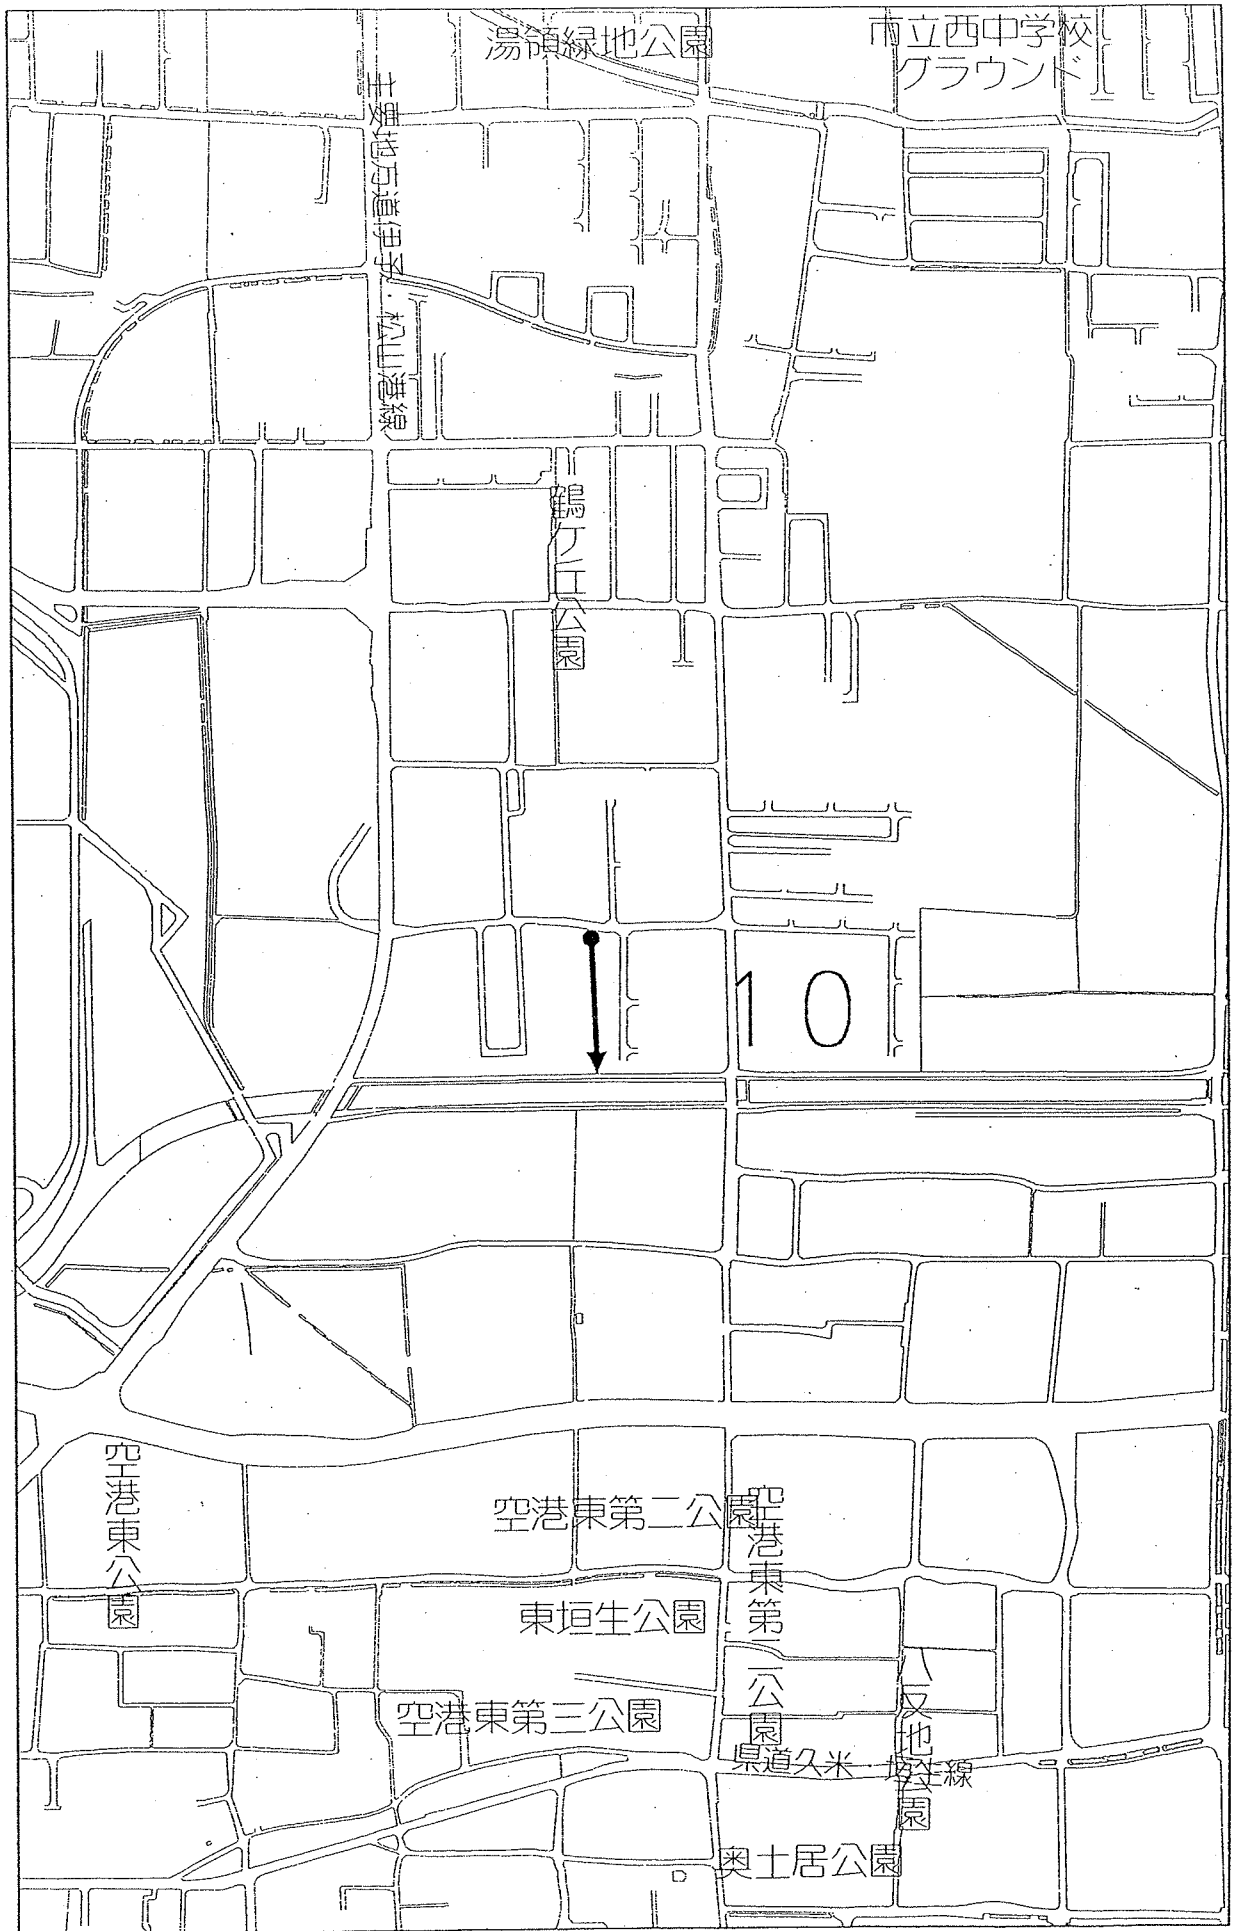 湯領緑地公園
市立西中学校
グラウンド
主要地方道伊予・松山港線
鶴ケ丘公園
10
空港東公園
空港東第二公園
空港東第一公園
東垣生公園
空港東第三公園
八反地公園
県道久米・垣生線
奥土居公園